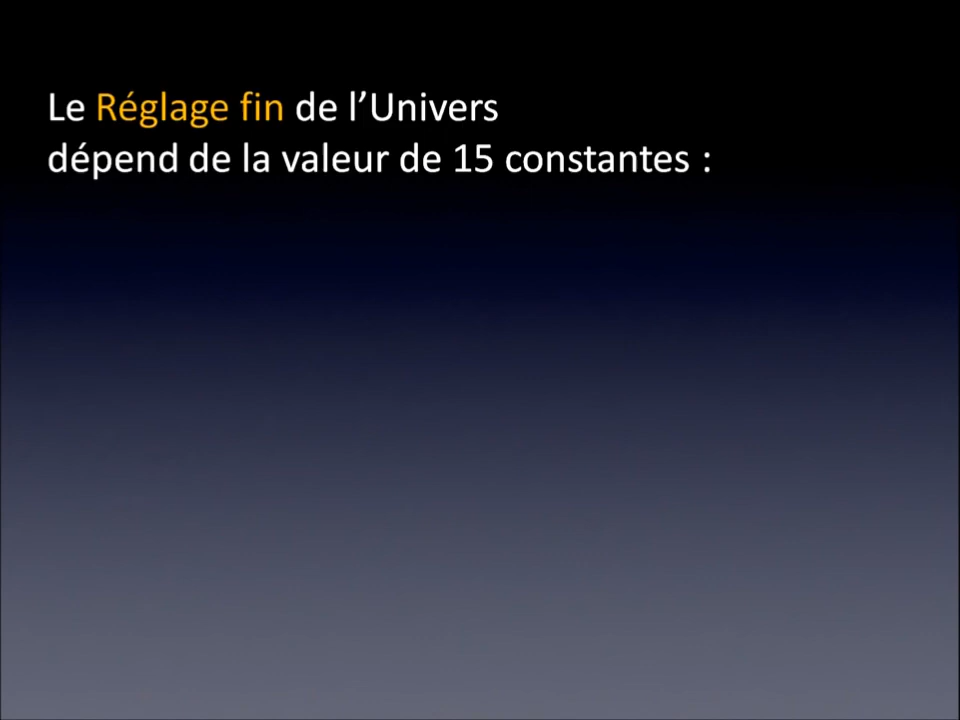 Le Réglage fin de l’Univers
dépend de la valeur de 15 constantes :